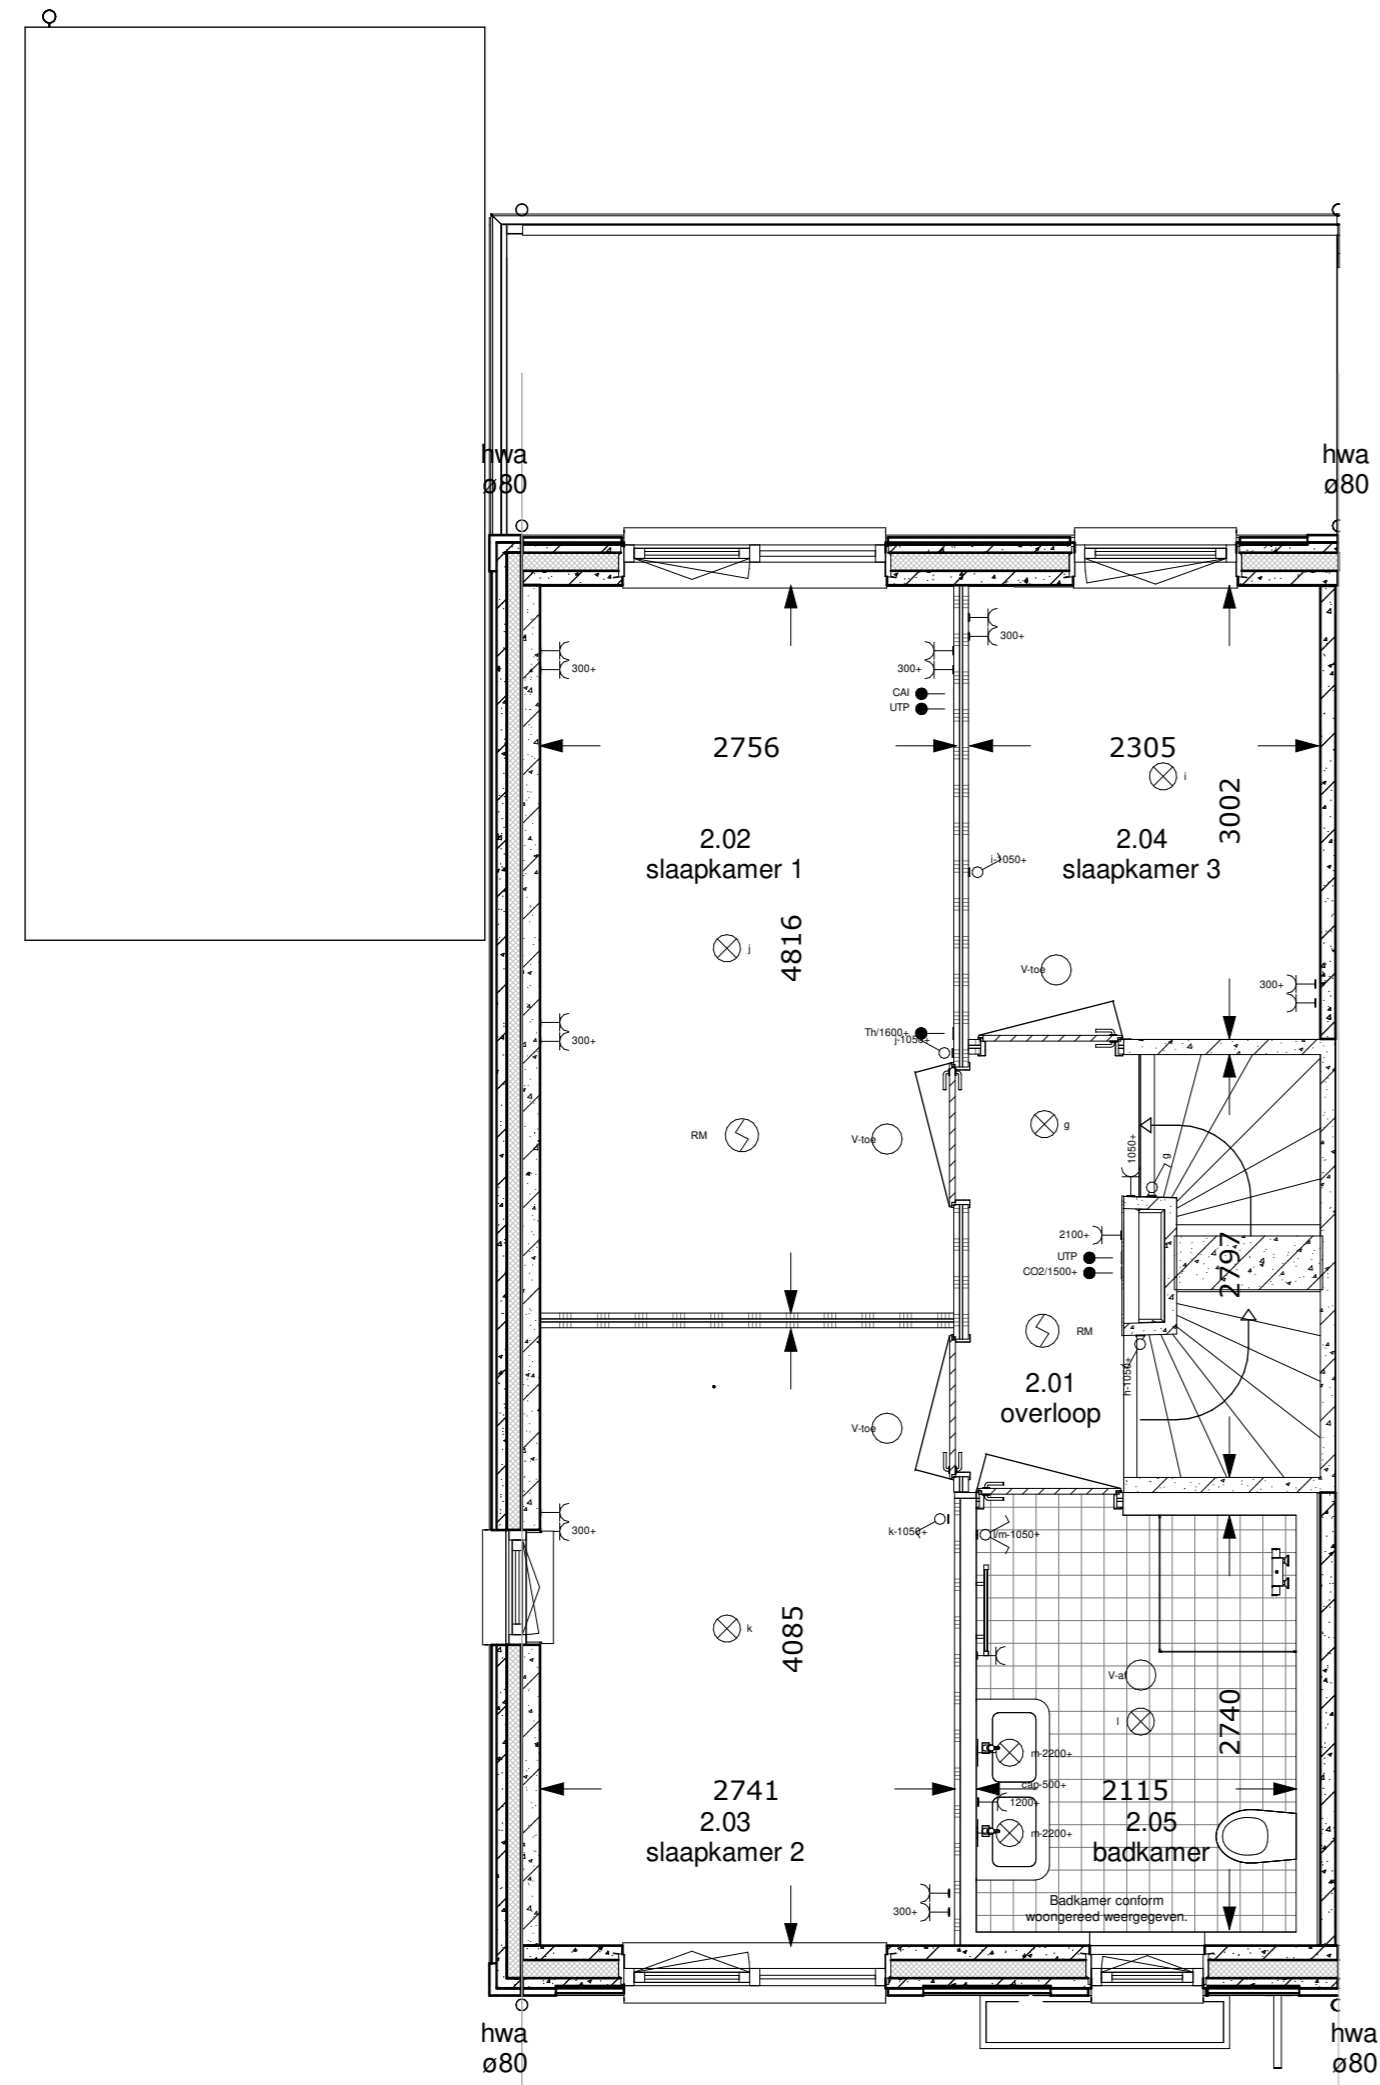 hwa
ø80
hwa
ø80
300+
300+
300+
CAI
UTP
2756
2305
i
3002
2.02
slaapkamer 1
2.04
slaapkamer 3
i-1050+
j
4816
V-toe
300+
300+
Th/1600+
j-1050+
RM
V-toe
g
1050+
g
2100+
UTP
CO2/1500+
2797
RM
h-1050+
2.01
overloop
V-toe
300+
k-1050+
l/m-1050+
k
4085
V-af
l
2740
m-2200+
cap-500+
1200+
2741
2115
2.03
slaapkamer 2
2.05
badkamer
m-2200+
300+
Badkamer conform
woongereed weergegeven.
hwa
ø80
hwa
ø80